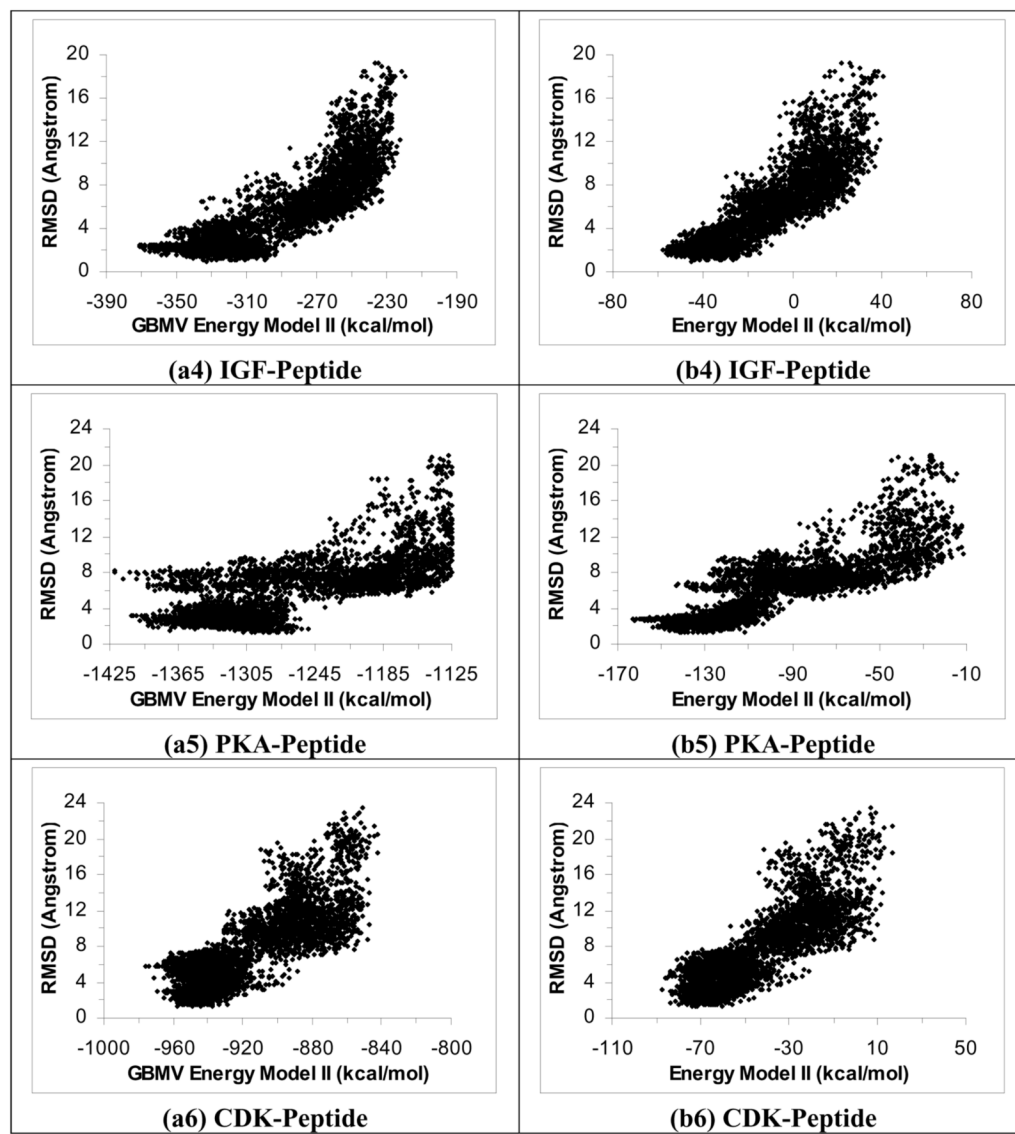 20
16
12
8
4
0
RMSD (Angstrom)
-390 -350 -310 -270 -230 -190
GBMV Energy Model II (kcal/mol)
(a4) IGF-Peptide
20
16
12
8
4
0
RMSD (Angstrom)
-80 -40 0 40 80
Energy Model II (kcal/mol)
(b4) IGF-Peptide
24
20
16
12
8
4
0
RMSD (Angstrom)
-1425 -1365 -1305 -1245 -1185 -1125
GBMV Energy Model II (kcal/mol)
(a5) PKA-Peptide
24
20
16
12
8
4
0
RMSD (Angstrom)
-170 -130 -90 -50 -10
Energy Model II (kcal/mol)
(b5) PKA-Peptide
24
20
16
12
8
4
0
RMSD (Angstrom)
-1000 -960 -920 -880 -840 -800
GBMV Energy Model II (kcal/mol)
(a6) CDK-Peptide
24
20
16
12
8
4
0
RMSD (Angstrom)
-110 -70 -30 10 50
Energy Model II (kcal/mol)
(b6) CDK-Peptide